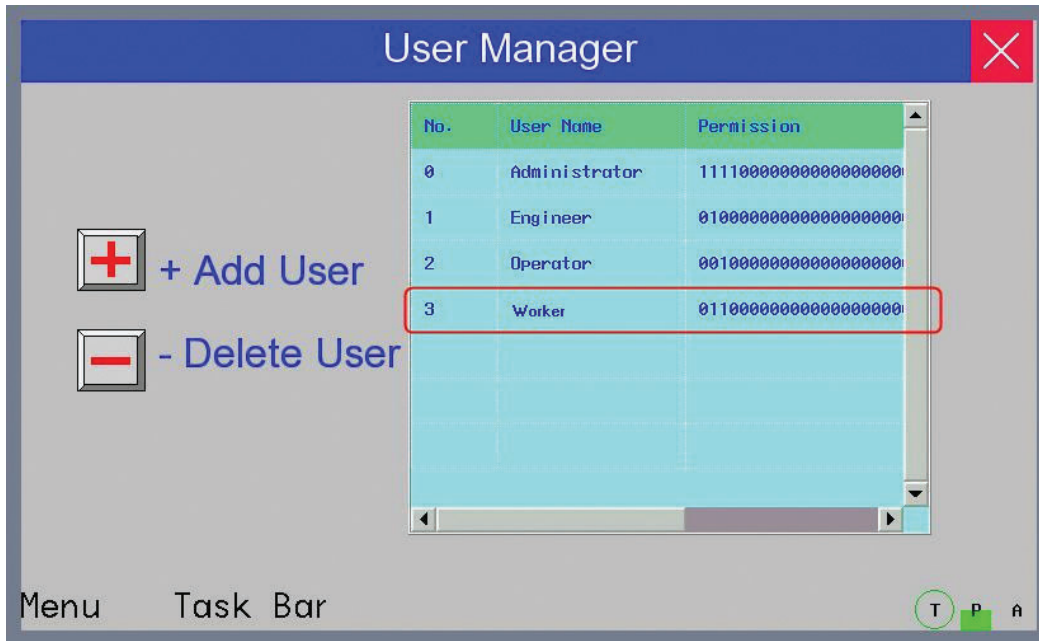 User Manager
No. User Name Permission
0 Administrator 11110000000000000000
1 Engineer 01000000000000000000
+ Add User
2 Operator 00100000000000000000
3 Worker 01100000000000000000
- Delete User
Menu Task Bar T P A